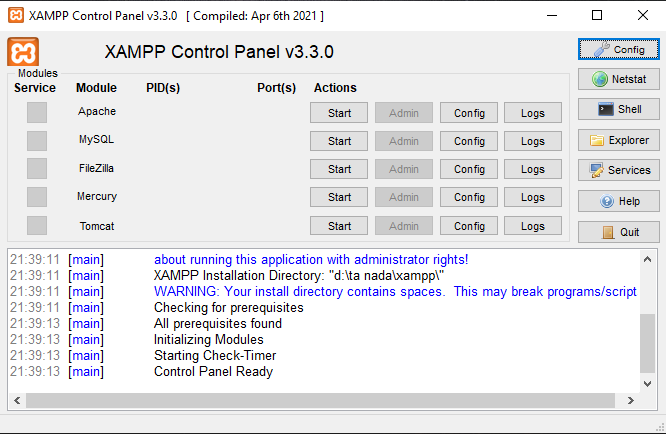 XAMPP Control Panel v3.3.0 [ Compiled: Apr 6th 2021 ]
XAMPP Control Panel v3.3.0
Config
Modules
Service Module PID(s) Port(s) Actions
Netstat
Apache Start Admin Config Logs
Shell
MySQL Start Admin Config Logs
Explorer
FileZilla Start Admin Config Logs
Services
Mercury Start Admin Config Logs
Help
Tomcat Start Admin Config Logs
Quit
21:39:11 [main] about running this application with administrator rights!
21:39:11 [main] XAMPP Installation Directory: "d:\ta nada\xampp\"
21:39:11 [main] WARNING: Your install directory contains spaces. This may break programs/script
21:39:11 [main] Checking for prerequisites
21:39:13 [main] All prerequisites found
21:39:13 [main] Initializing Modules
21:39:13 [main] Starting Check-Timer
21:39:13 [main] Control Panel Ready